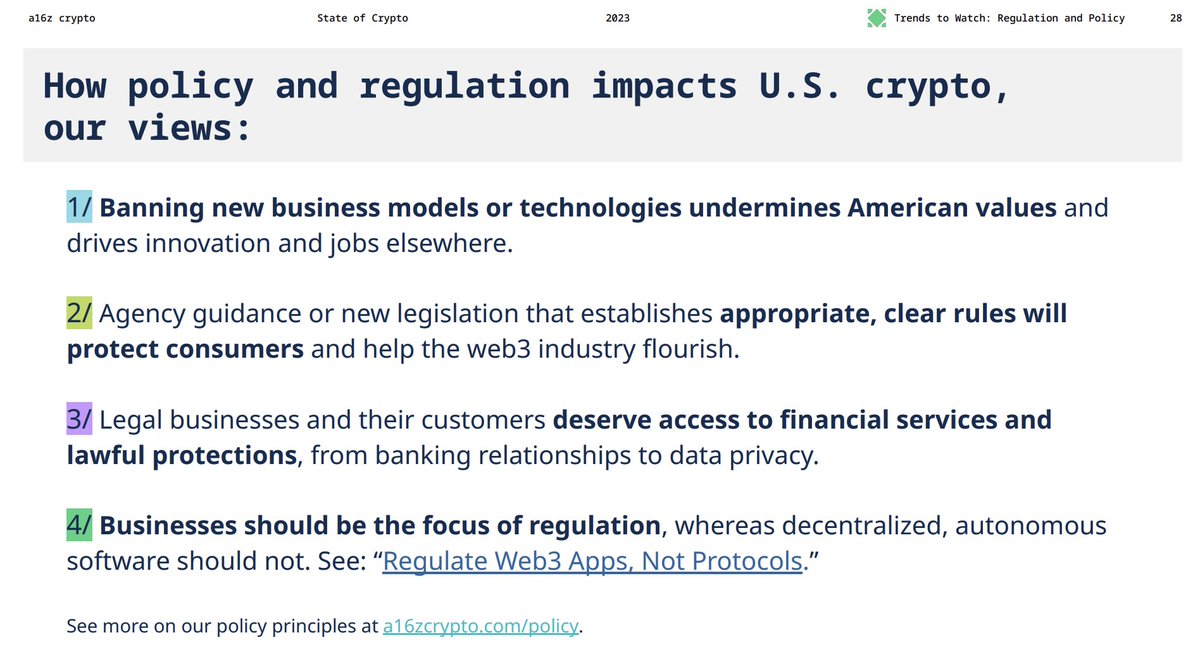 a16z crypto State of Crypto 2023 Trends to Watch: Regulation and Policy 28
How policy and regulation impacts U.S. crypto,
our views:
1/ Banning new business models or technologies undermines American values and
drives innovation and jobs elsewhere.
2/ Agency guidance or new legislation that establishes appropriate, clear rules will
protect consumers and help the web3 industry flourish.
3/ Legal businesses and their customers deserve access to financial services and
lawful protections, from banking relationships to data privacy.
4/ Businesses should be the focus of regulation, whereas decentralized, autonomous
software should not. See: “Regulate Web3 Apps, Not Protocols.”
See more on our policy principles at a16zcrypto.com/policy.